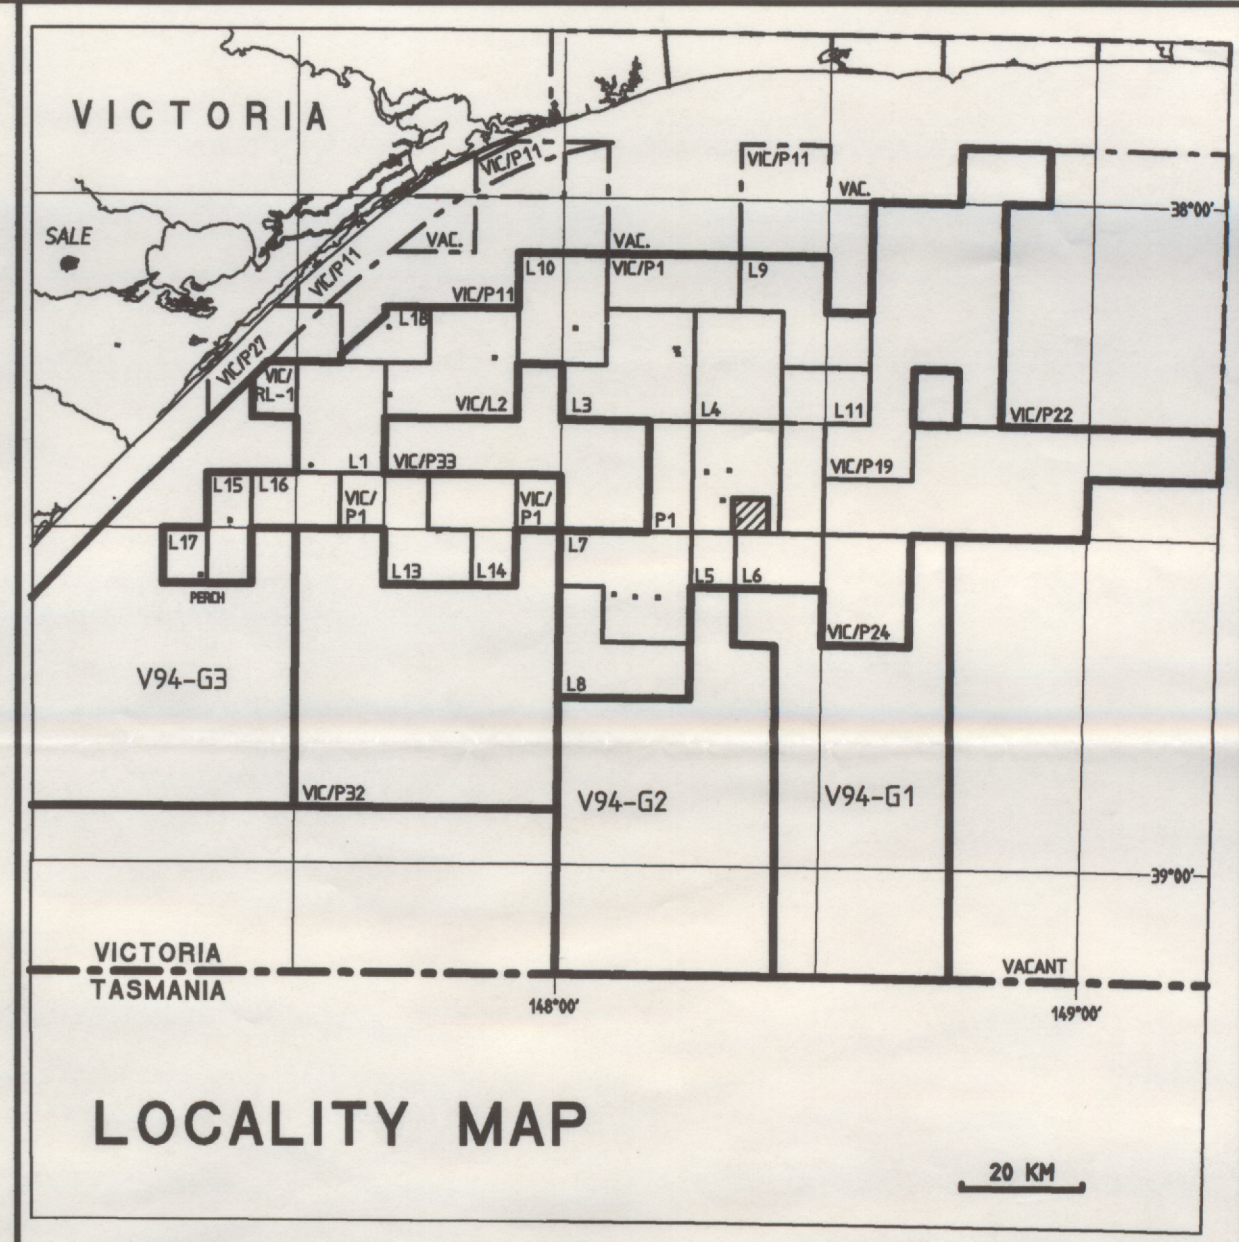 VICTORIA
VIC/P11
VIC/P11
VAC.
38°00'
SALE
VAC.
L10
VAC.
VIC/P1
L9
VIC/P11
VIC/P11
L18
VIC/P27
VIC/
RL-1
VIC/L2
L3
L4
L11
VIC/P22
L1
VIC/P33
VIC/P19
L15
L16
VIC/
P1
VIC/
P1
P1
L17
L7
L13
L14
L5
L6
PERCH
VIC/P24
V94-G3
L8
VIC/P32
V94-G2
V94-G1
39°00'
VICTORIA
TASMANIA
VACANT
148°00'
149°00'
LOCALITY MAP
20 KM